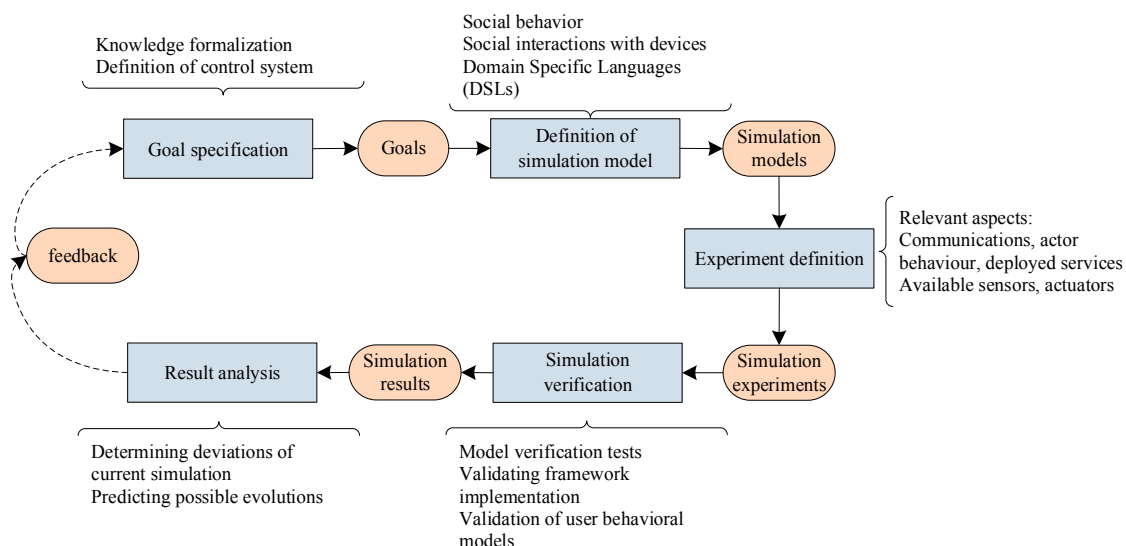 Knowledge formalization
Definition of control system
Social behavior
Social interactions with devices
Domain Specific Languages
(DSLs)
Goal specification
Goals
Definition of
simulation model
Simulation
models
Relevant aspects:
Communications, actor
behaviour, deployed services
Available sensors, actuators
Experiment definition
feedback
Result analysis
Simulation
results
Simulation
verification
Simulation
experiments
Determining deviations of
current simulation
Predicting possible evolutions
Model verification tests
Validating framework
implementation
Validation of user behavioral
models